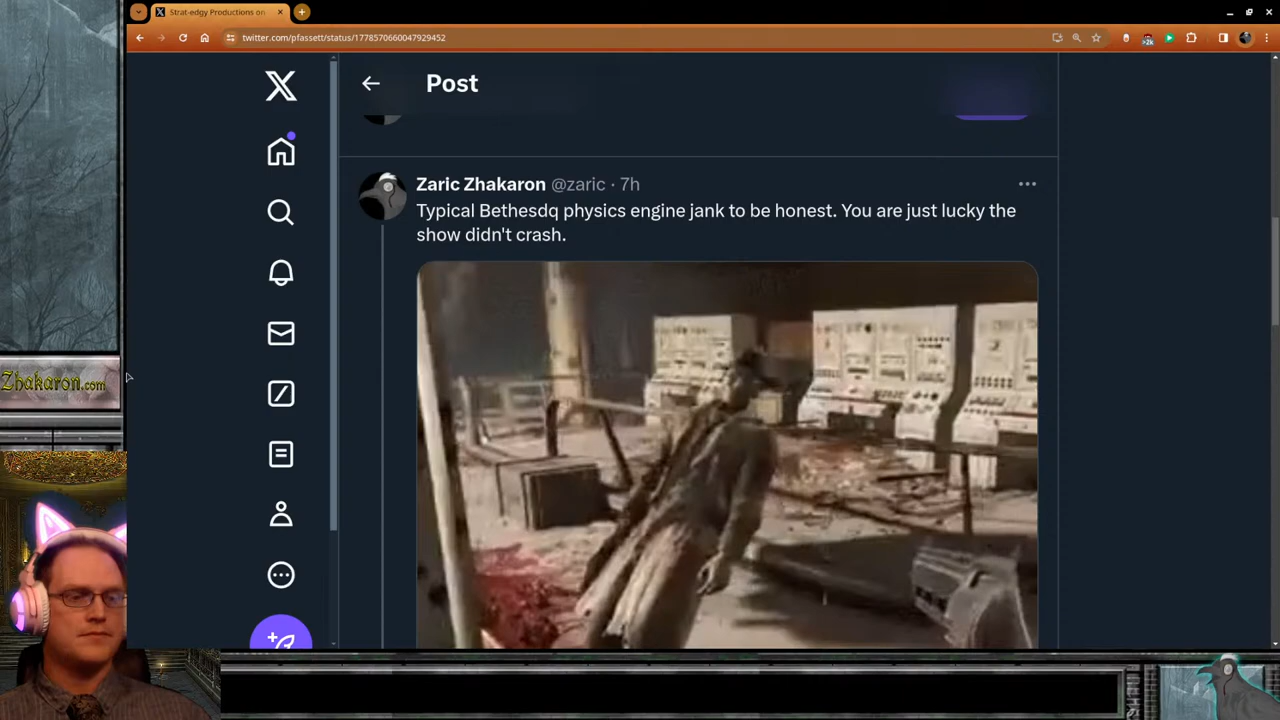 Strat-edgy Productions on
twitter.com/pfassett/status/1778570660047929452
>2k
Post
Zaric Zhakaron @zaric · 7h
Typical Bethesdq physics engine jank to be honest. You are just lucky the
show didn't crash.
Zhakaron.com